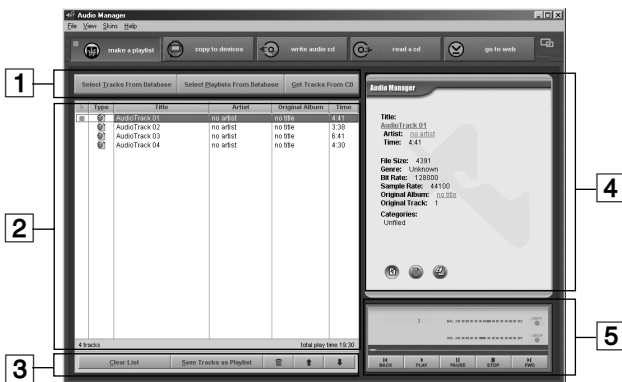 Audio Manager
File View Skins Help
make a playlist copy to devices write audio cd read a cd go to web
1
Select Tracks From Database Select Playlists From Database Get Tracks From CD
Type Title Artist Original Album Time
AudioTrack 01 no artist no title 4:41
AudioTrack 02 no artist no title 3:38
AudioTrack 03 no artist no title 6:41
AudioTrack 04 no artist no title 4:30
2
4 tracks total play time 19:30
3
Clear List Save Tracks as Playlist
Audio Manager
Title:
AudioTrack 01
Artist: no artist
Time: 4:41
File Size: 4391
Genre: Unknown
Bit Rate: 128000
Sample Rate: 44100
Original Album: no title
Original Track: 1
Categories:
Unfiled
4
1
5
BACK PLAY PAUSE STOP FWD